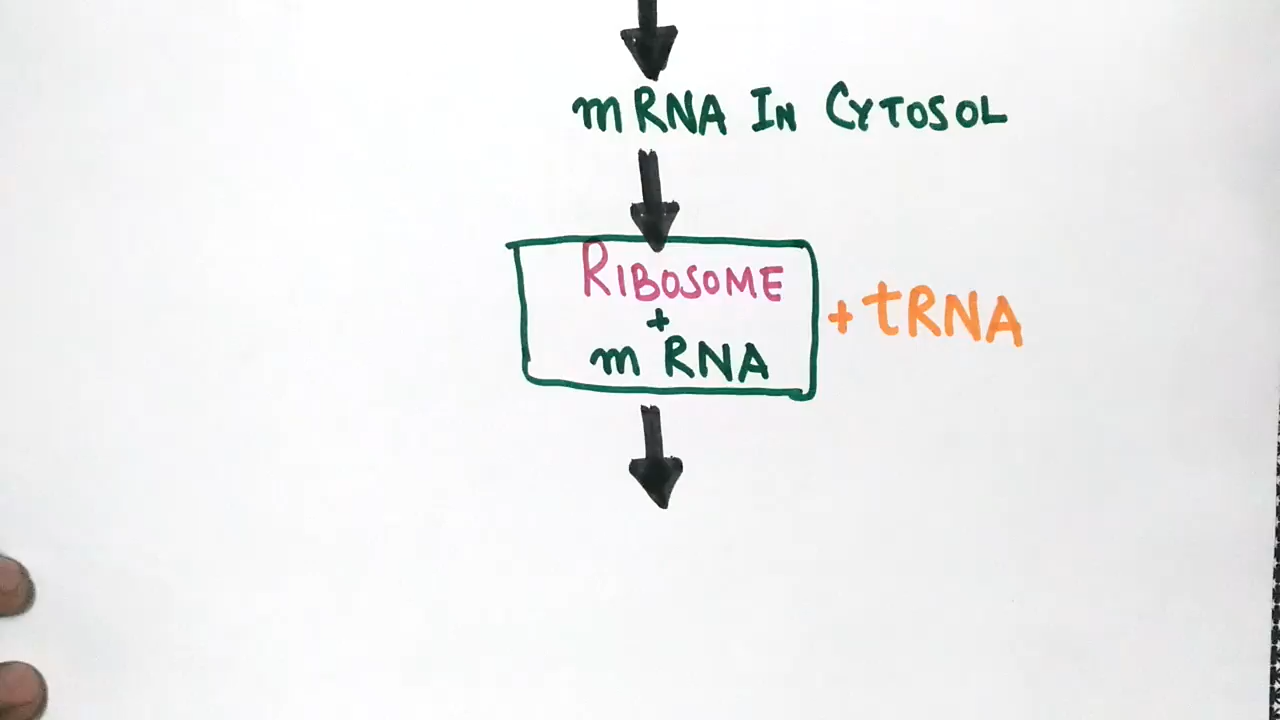 mRNA IN CYTOSOL
RIBOSOME
+
mRNA
+ tRNA